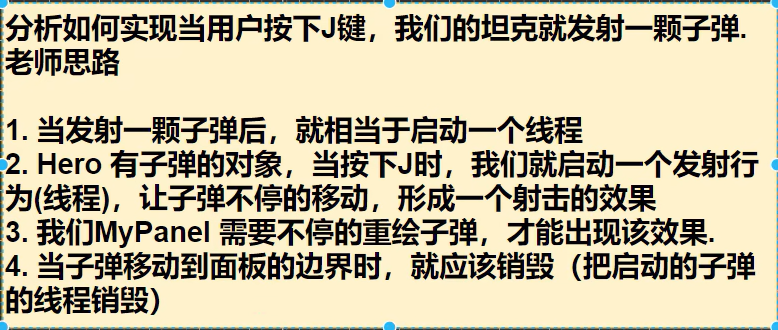 分析如何实现当用户按下J键，我们的坦克就发射一颗子弹.
老师思路
1. 当发射一颗子弹后，就相当于启动一个线程
2. Hero 有子弹的对象，当按下J时，我们就启动一个发射行
为(线程)，让子弹不停的移动，形成一个射击的效果
3. 我们MyPanel 需要不停的重绘子弹，才能出现该效果.
4. 当子弹移动到面板的边界时，就应该销毁（把启动的子弹
的线程销毁）